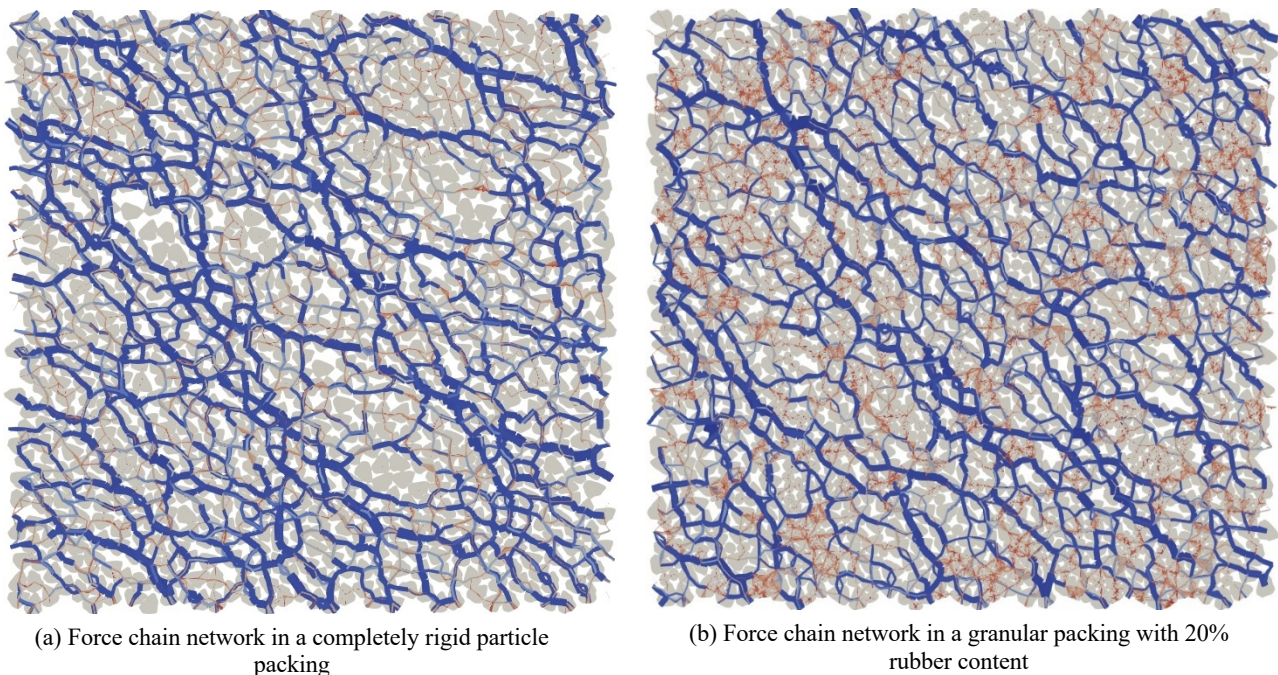 (a) Force chain network in a completely rigid particle
packing
(b) Force chain network in a granular packing with 20%
rubber content